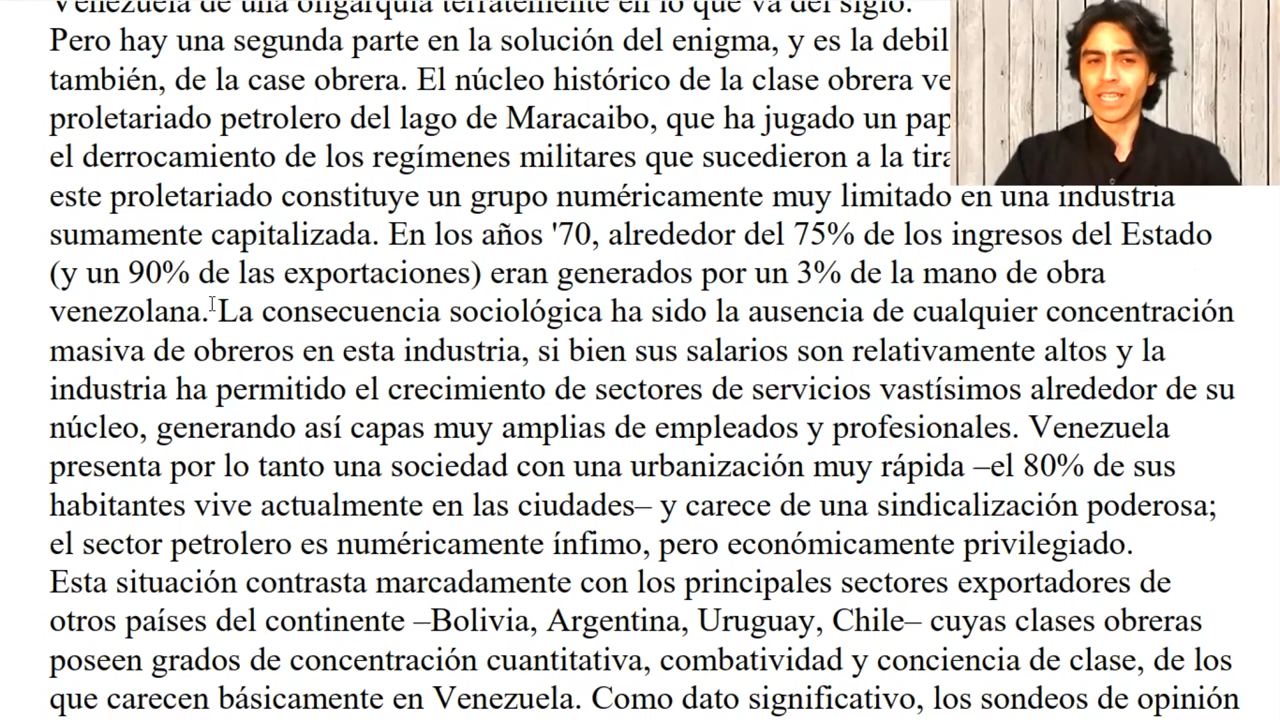 Venezuela de una oligarquía terrateniente en lo que va del siglo.
Pero hay una segunda parte en la solución del enigma, y es la debil
también, de la case obrera. El núcleo histórico de la clase obrera ve
proletariado petrolero del lago de Maracaibo, que ha jugado un pap
el derrocamiento de los regímenes militares que sucedieron a la tira
este proletariado constituye un grupo numéricamente muy limitado en una industria
sumamente capitalizada. En los años '70, alrededor del 75% de los ingresos del Estado
(y un 90% de las exportaciones) eran generados por un 3% de la mano de obra
venezolana. La consecuencia sociológica ha sido la ausencia de cualquier concentración
masiva de obreros en esta industria, si bien sus salarios son relativamente altos y la
industria ha permitido el crecimiento de sectores de servicios vastísimos alrededor de su
núcleo, generando así capas muy amplias de empleados y profesionales. Venezuela
presenta por lo tanto una sociedad con una urbanización muy rápida –el 80% de sus
habitantes vive actualmente en las ciudades– y carece de una sindicalización poderosa;
el sector petrolero es numéricamente ínfimo, pero económicamente privilegiado.
Esta situación contrasta marcadamente con los principales sectores exportadores de
otros países del continente –Bolivia, Argentina, Uruguay, Chile– cuyas clases obreras
poseen grados de concentración cuantitativa, combatividad y conciencia de clase, de los
que carecen básicamente en Venezuela. Como dato significativo, los sondeos de opinión